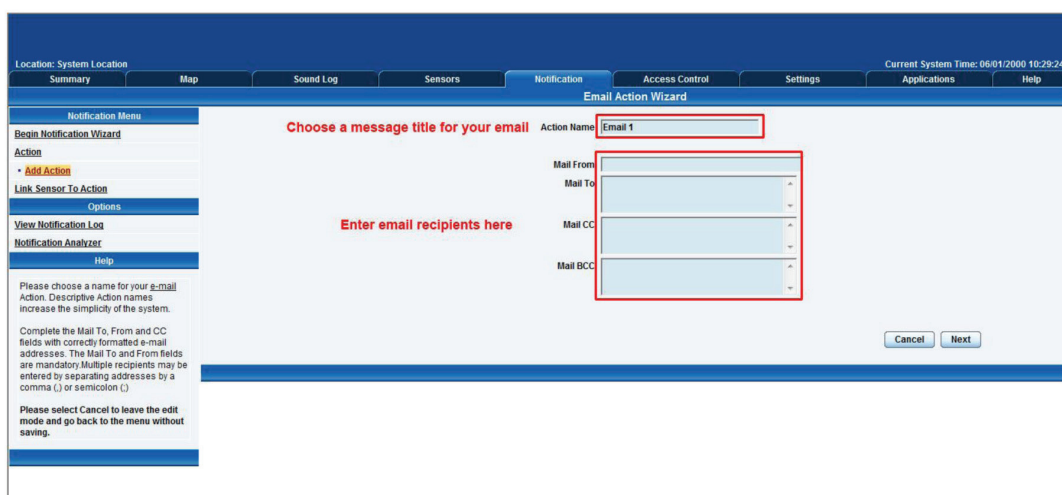 Location: System Location
Current System Time: 06/01/2000 10:29:24
Summary Map Sound Log Sensors Notification Access Control Settings Applications Help
Email Action Wizard
Notification Menu
Begin Notification Wizard
Action
• Add Action
Link Sensor To Action
Options
View Notification Log
Notification Analyzer
Help
Please choose a name for your e-mail
Action. Descriptive Action names
increase the simplicity of the system.
Complete the Mail To, From and CC
fields with correctly formatted e-mail
addresses. The Mail To and From fields
are mandatory.Multiple recipients may be
entered by separating addresses by a
comma (,) or semicolon (;)
Please select Cancel to leave the edit
mode and go back to the menu without
saving.
Choose a message title for your email
Action Name Email 1
Mail From
Mail To
Enter email recipients here
Mail CC
Mail BCC
Cancel Next